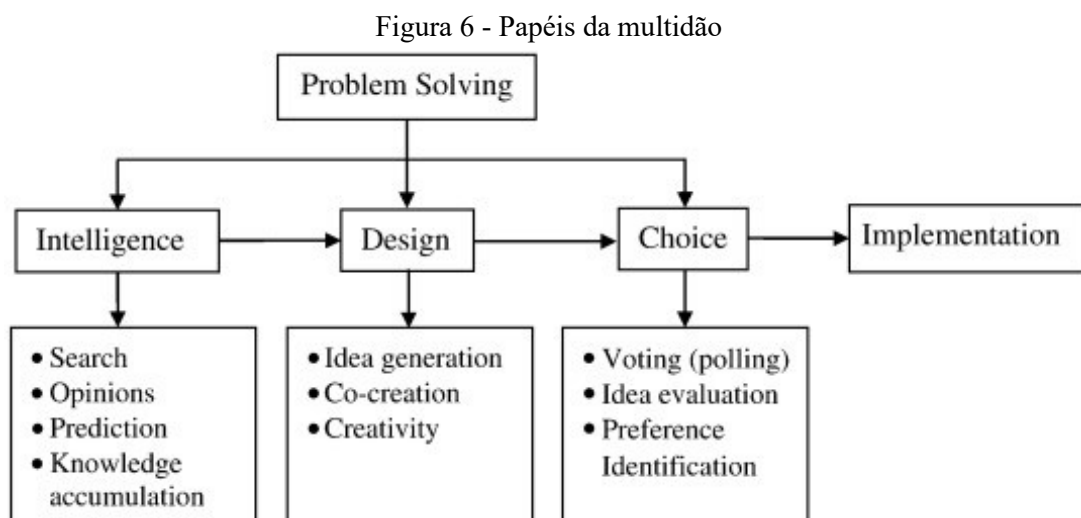 Figura 6 - Papéis da multidão
Problem Solving
Intelligence
Design
Choice
Implementation
• Search
• Opinions
• Prediction
• Knowledge
accumulation
• Idea generation
• Co-creation
• Creativity
• Voting (polling)
• Idea evaluation
• Preference
Identification